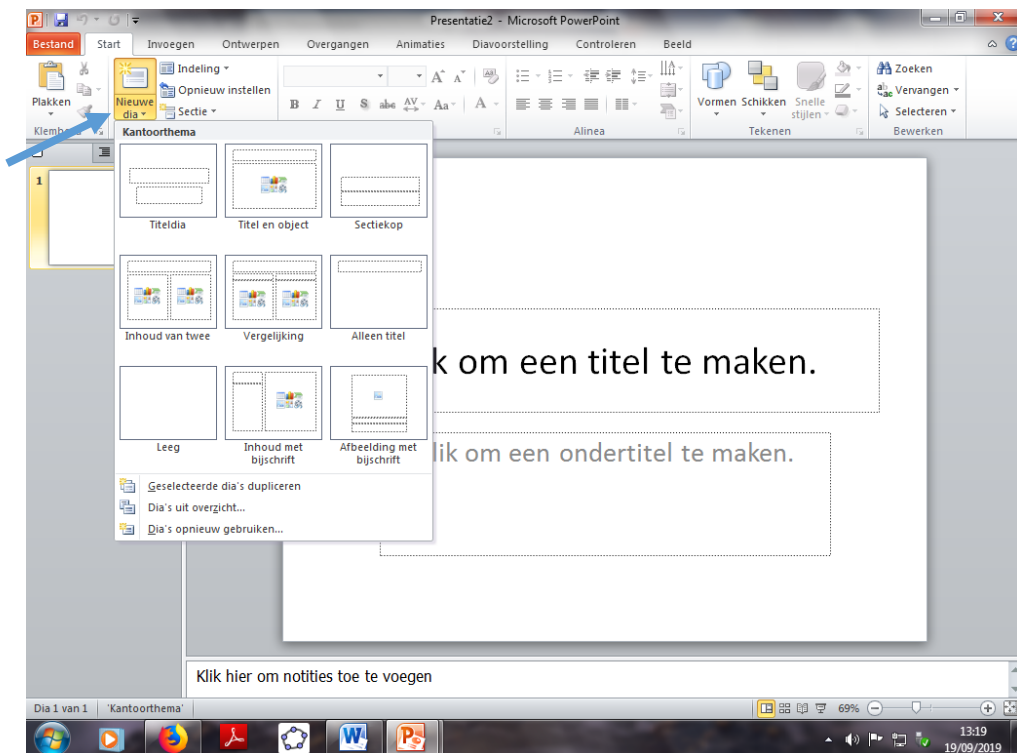 Presentatie2 - Microsoft PowerPoint
Bestand Start Invoegen Ontwerpen Overgangen Animaties Diavoorstelling Controleren Beeld
Plakken
Nieuwe dia
Indeling
Opnieuw instellen
Sectie
B I U S abc AV Aa A
Alinea
Vormen Schikken Snelle stijlen
Tekenen
Zoeken
Vervangen
Selecteren
Bewerken
Kantoorthema
Titeldia Titel en object Sectiekop
Inhoud van twee Vergelijking Alleen titel
Leeg Inhoud met bijschrift Afbeelding met bijschrift
Geselecteerde dia's dupliceren
Dia's uit overzicht...
Dia's opnieuw gebruiken...
1
k om een titel te maken.
lik om een ondertitel te maken.
Klik hier om notities toe te voegen
Dia 1 van 1 'Kantoorthema' 69%
13:19
19/09/2019